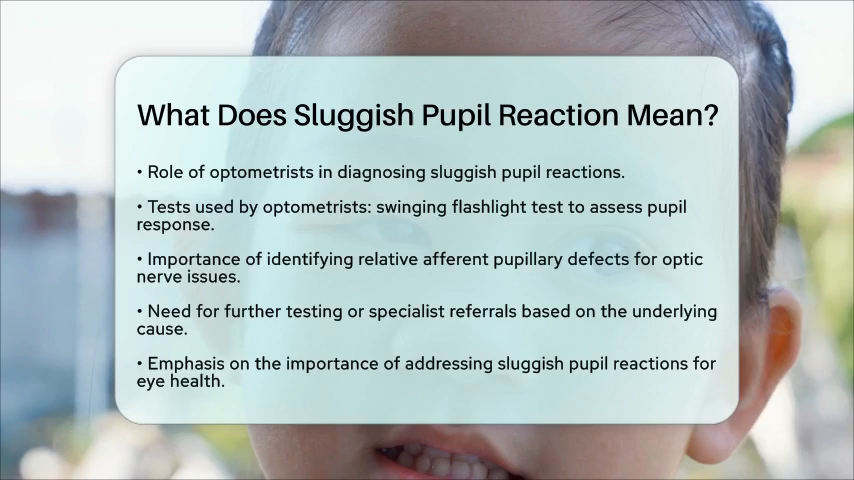 What Does Sluggish Pupil Reaction Mean?
• Role of optometrists in diagnosing sluggish pupil reactions.
• Tests used by optometrists: swinging flashlight test to assess pupil
response.
• Importance of identifying relative afferent pupillary defects for optic
nerve issues.
• Need for further testing or specialist referrals based on the underlying
cause.
• Emphasis on the importance of addressing sluggish pupil reactions for
eye health.